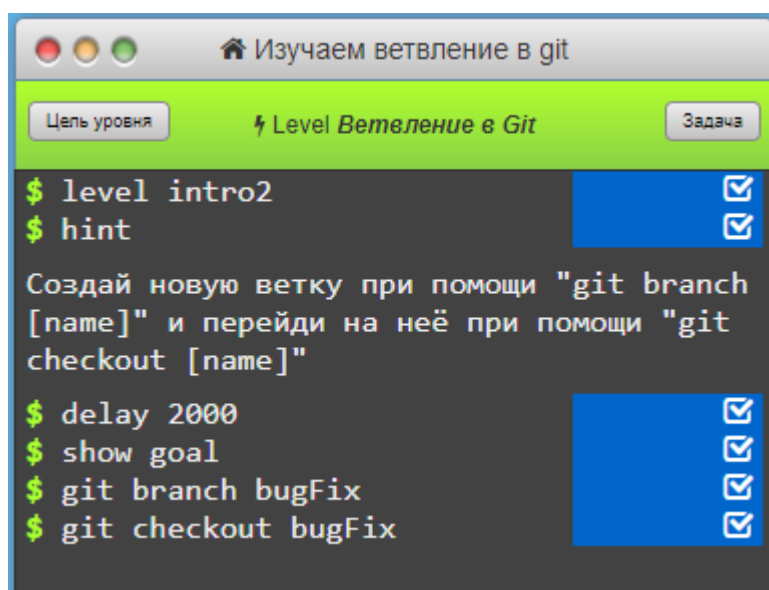 Изучаем ветвление в git
Цель уровня
Level Ветвление в Git
Задача
$ level intro2
$ hint
Создай новую ветку при помощи "git branch
[name]" и перейди на неё при помощи "git
checkout [name]"
$ delay 2000
$ show goal
$ git branch bugFix
$ git checkout bugFix